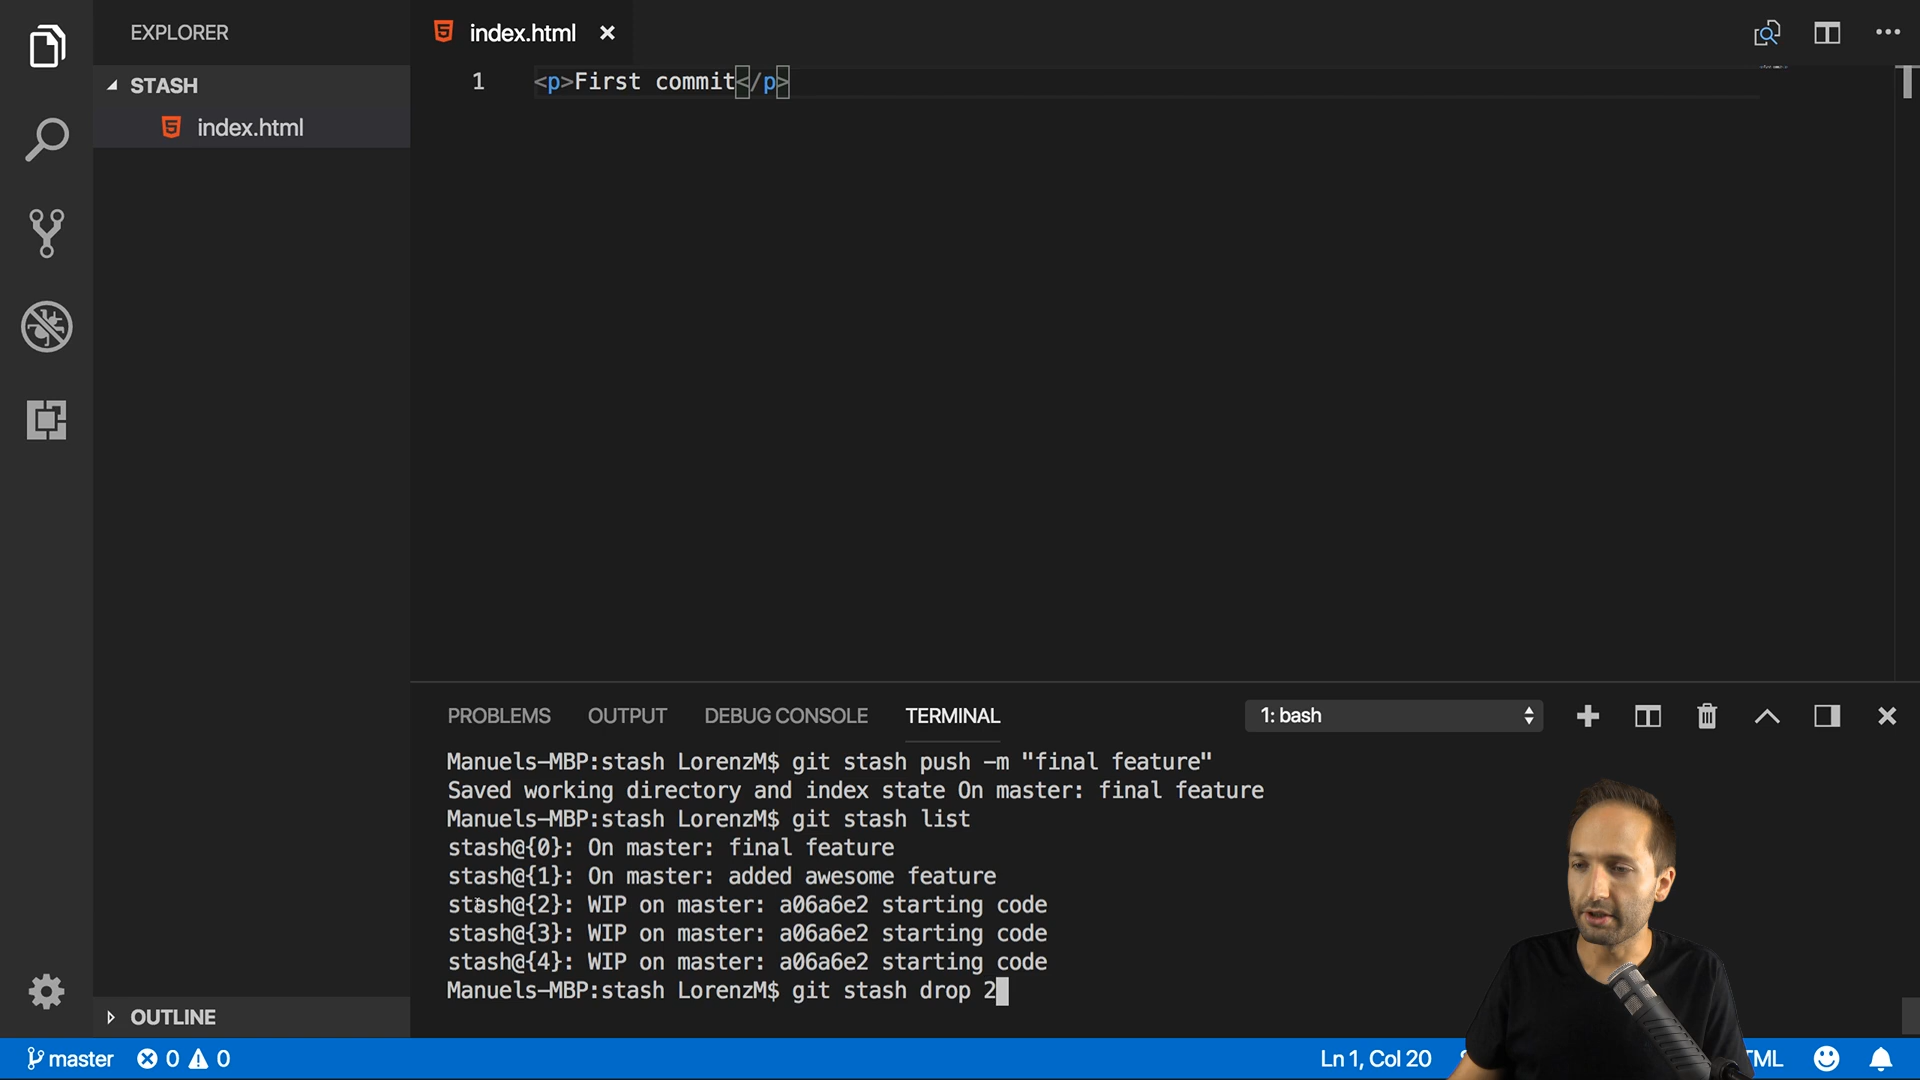 EXPLORER
STASH
index.html
OUTLINE
index.html
1 <p>First commit</p>
PROBLEMS OUTPUT DEBUG CONSOLE TERMINAL 1: bash
Manuels-MBP:stash LorenzM$ git stash push -m "final feature"
Saved working directory and index state On master: final feature
Manuels-MBP:stash LorenzM$ git stash list
stash@{0}: On master: final feature
stash@{1}: On master: added awesome feature
stash@{2}: WIP on master: a06a6e2 starting code
stash@{3}: WIP on master: a06a6e2 starting code
stash@{4}: WIP on master: a06a6e2 starting code
Manuels-MBP:stash LorenzM$ git stash drop 2
master 0 0 Ln 1, Col 20